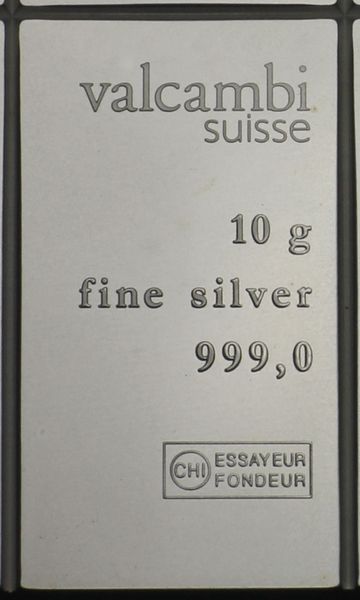 valcambi
suisse
10 g
fine silver
999,0
CHI ESSAYEUR
FONDEUR